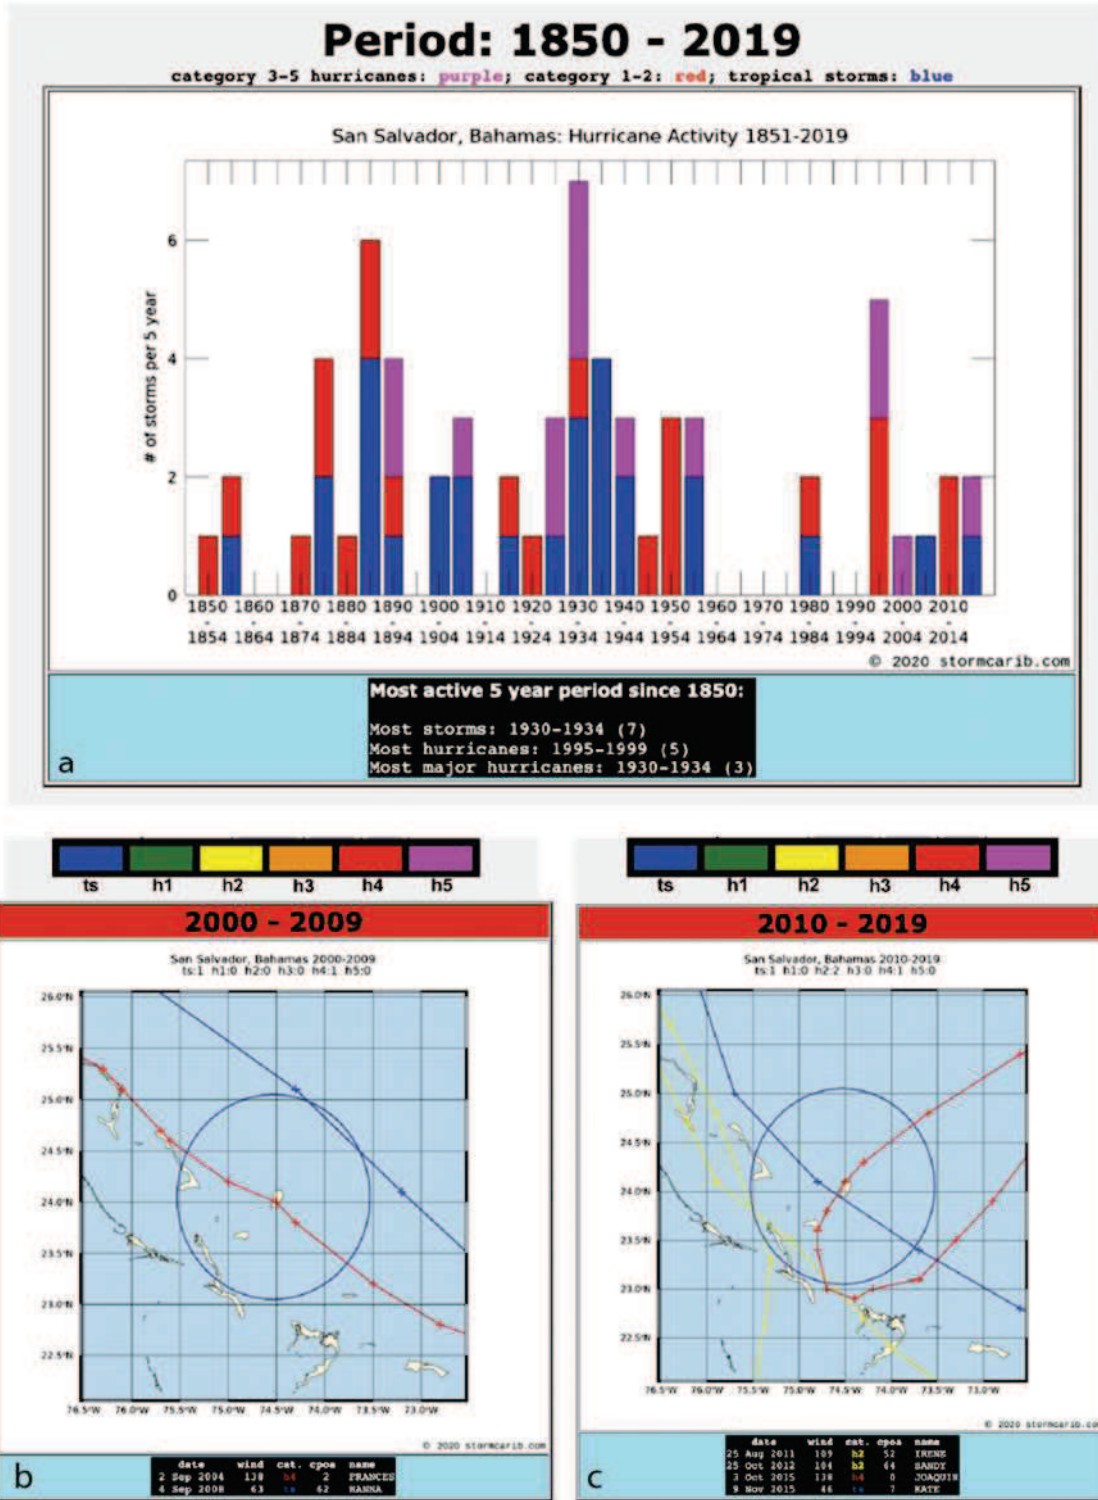 Period: 1850 - 2019
category 3-5 hurricanes: purple; category 1-2: red; tropical storms: blue
San Salvador, Bahamas: Hurricane Activity 1851-2019
# of storms per 5 year
6
4
2
0
1850 1860 1870 1880 1890 1900 1910 1920 1930 1940 1950 1960 1970 1980 1990 2000 2010
- - - - - - - - - - - - - - - - -
1854 1864 1874 1884 1894 1904 1914 1924 1934 1944 1954 1964 1974 1984 1994 2004 2014
© 2020 stormcarib.com
Most active 5 year period since 1850:
Most storms: 1930-1934 (7)
Most hurricanes: 1995-1999 (5)
Most major hurricanes: 1930-1934 (3)
a
ts h1 h2 h3 h4 h5
2000 - 2009
San Salvador, Bahamas 2000-2009
ts:1 h1:0 h2:0 h3:0 h4:1 h5:0
26.0°N
25.5°N
25.0°N
24.5°N
24.0°N
23.5°N
23.0°N
22.5°N
76.5°W 76.0°W 75.5°W 75.0°W 74.5°W 74.0°W 73.5°W 73.0°W
© 2020 stormcarib.com
date wind cat. cpoa name
2 Sep 2004 138 h4 2 FRANCES
4 Sep 2008 63 ts 62 HANNA
b
ts h1 h2 h3 h4 h5
2010 - 2019
San Salvador, Bahamas 2010-2019
ts:1 h1:0 h2:2 h3:0 h4:1 h5:0
26.0°N
25.5°N
25.0°N
24.5°N
24.0°N
23.5°N
23.0°N
22.5°N
76.5°W 76.0°W 75.5°W 75.0°W 74.5°W 74.0°W 73.5°W 73.0°W
© 2020 stormcarib.com
date wind cat. cpoa name
25 Aug 2011 109 h2 52 IRENE
25 Oct 2012 104 h2 64 SANDY
3 Oct 2015 138 h4 0 JOAQUIN
9 Nov 2015 46 ts 7 KATE
c